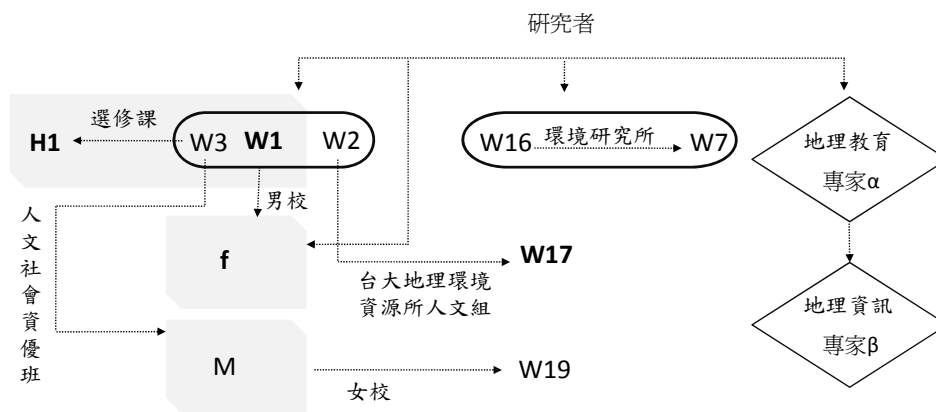 研究者
選修課
H1
W3 W1 W2
W16 環境研究所 W7
地理教育
專家α
男校
人文社會資優班
f
W17
台大地理環境
資源所人文組
地理資訊
專家β
M
W19
女校